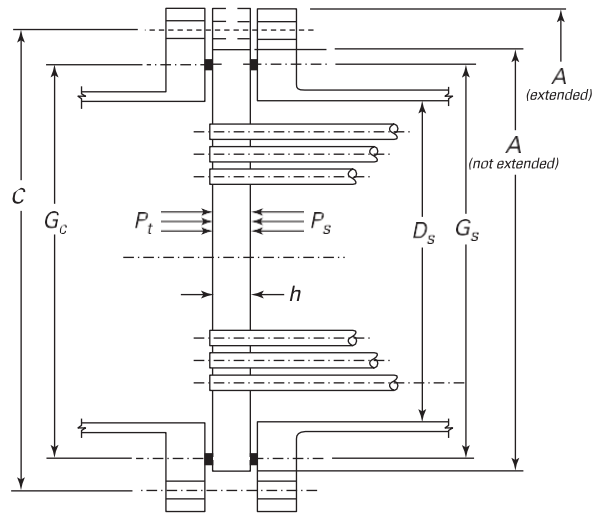 A
(extended)
A
(not extended)
C
G_c
P_t
P_s
D_s
G_s
h